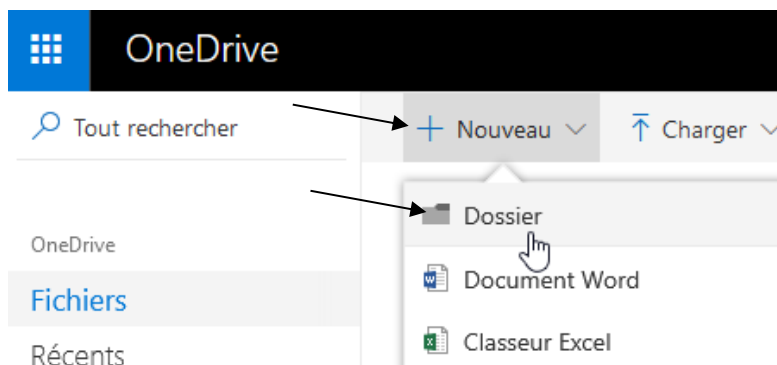 OneDrive
Tout rechercher
Nouveau
Charger
Dossier
OneDrive
Document Word
Fichiers
Classeur Excel
Récents